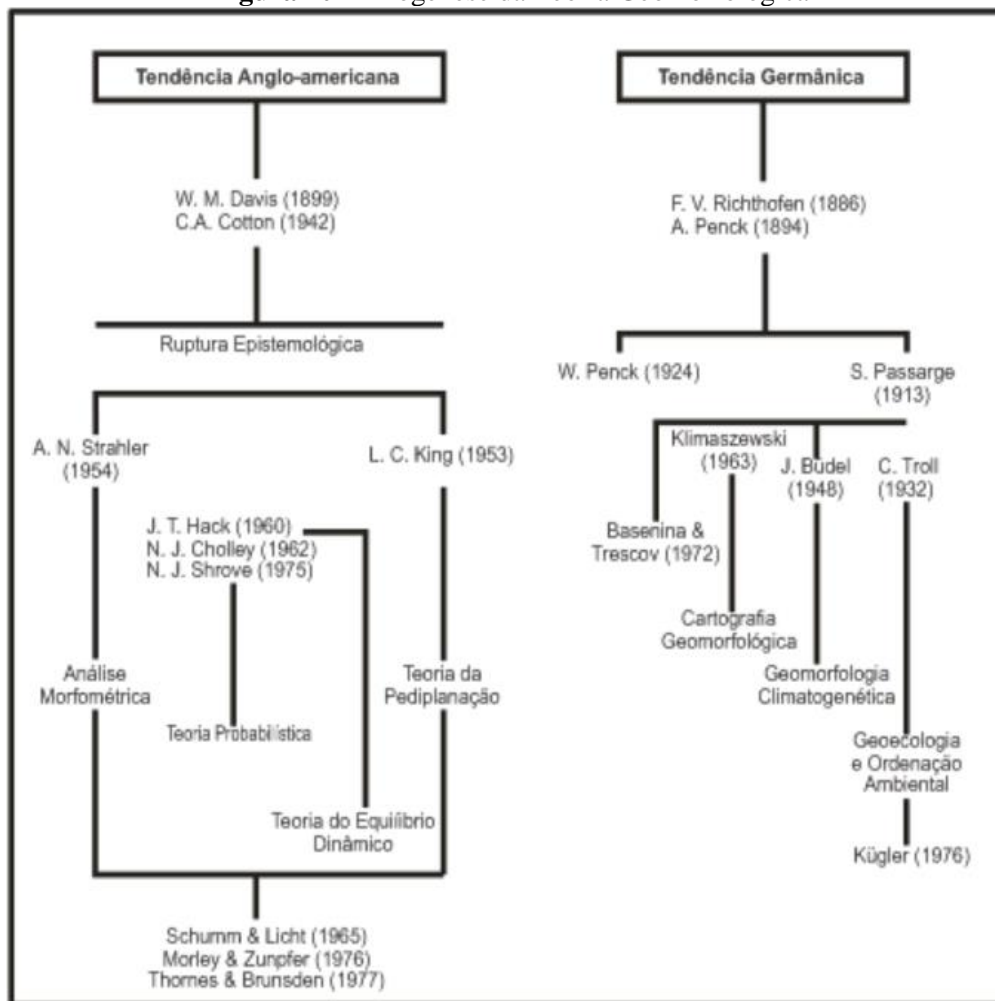 Tendência Anglo-americana
W. M. Davis (1899)
C.A. Cotton (1942)
Ruptura Epistemológica
A. N. Strahler
(1954)
L. C. King (1953)
J. T. Hack (1960)
N. J. Cholley (1962)
N. J. Shrove (1975)
Análise
Morfométrica
Teoria da
Pediplanação
Teoria Probabilística
Teoria do Equilíbrio
Dinâmico
Schumm & Licht (1965)
Morley & Zunpfer (1976)
Thornes & Brunsden (1977)
Tendência Germânica
F. V. Richthofen (1886)
A. Penck (1894)
W. Penck (1924)
S. Passarge
(1913)
Klimaszewski
(1963)
J. Büdel
(1948)
C. Troll
(1932)
Basenina &
Trescov (1972)
Cartografia
Geomorfológica
Geomorfologia
Climatogenética
Geoecologia
e Ordenação
Ambiental
Kügler (1976)